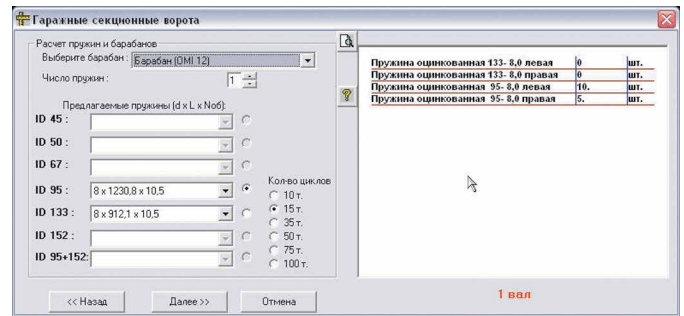 Гаражные секционные ворота
Расчет пружин и барабанов
Выберите барабан : Барабан (OMI 12)
Число пружин : 1
Предлагаемые пружины (d x L x Nоб):
ID 45 :
ID 50 :
ID 67 :
ID 95 : 8 x 1230,8 x 10,5
ID 133 : 8 x 912,1 x 10,5
ID 152 :
ID 95+152:
Кол-во циклов
10 т.
15 т.
35 т.
50 т.
75 т.
100 т.
<< Назад Далее >> Отмена
?
Пружина оцинкованная 133- 8,0 левая 0 шт.
Пружина оцинкованная 133- 8,0 правая 0 шт.
Пружина оцинкованная 95- 8,0 левая 10. шт.
Пружина оцинкованная 95- 8,0 правая 5. шт.
1 вал